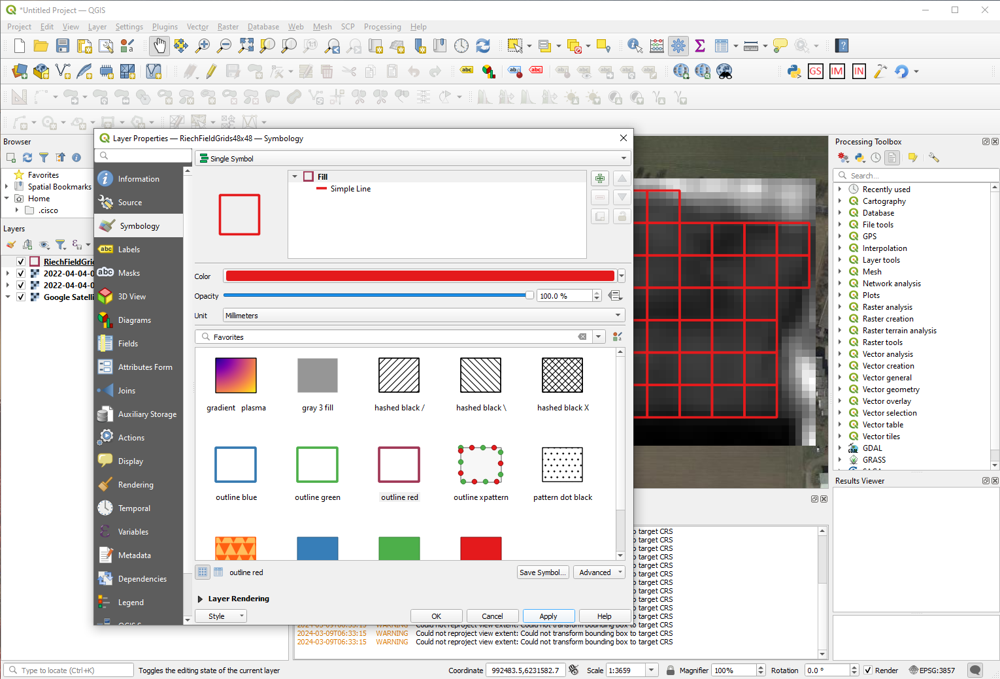 *Untitled Project — QGIS
Project Edit View Layer Settings Plugins Vector Raster Database Web Mesh SCP Processing Help
GS IM IN
Browser
Favorites
Spatial Bookmarks
Home
.cisco
Layers
RiechFieldGri
2022-04-04-0
2022-04-04-0
Google Satelli
Layer Properties — RiechFieldGrids48x48 — Symbology
Information
Source
Symbology
Labels
Masks
3D View
Diagrams
Fields
Attributes Form
Joins
Auxiliary Storage
Actions
Display
Rendering
Temporal
Variables
Metadata
Dependencies
Legend
Single Symbol
Fill
Simple Line
Color
Opacity 100.0 %
Unit Millimeters
Favorites
gradient plasma
gray 3 fill
hashed black /
hashed black \
hashed black X
outline blue
outline green
outline red
outline xpattern
pattern dot black
outline red
Save Symbol...
Advanced
Layer Rendering
Style
OK
Cancel
Apply
Help
Processing Toolbox
Search...
Recently used
Cartography
Database
File tools
GPS
Interpolation
Layer tools
Mesh
Network analysis
Plots
Raster analysis
Raster creation
Raster terrain analysis
Raster tools
Vector analysis
Vector creation
Vector general
Vector geometry
Vector overlay
Vector selection
Vector table
Vector tiles
GDAL
GRASS
Results Viewer
o target CRS
o target CRS
o target CRS
o target CRS
o target CRS
o target CRS
o target CRS
o target CRS
o target CRS
o target CRS
o target CRS
2024-03-09T06:33:15 WARNING Could not reproject view extent: Could not transform bounding box to target CRS
2024-03-09T06:33:15 WARNING Could not reproject view extent: Could not transform bounding box to target CRS
2024-03-09T06:33:15 WARNING Could not reproject view extent: Could not transform bounding box to target CRS
Type to locate (Ctrl+K)
Toggles the editing state of the current layer
Coordinate 992483.5,6231582.7
Scale 1:3659
Magnifier 100%
Rotation 0.0 °
Render
EPSG:3857